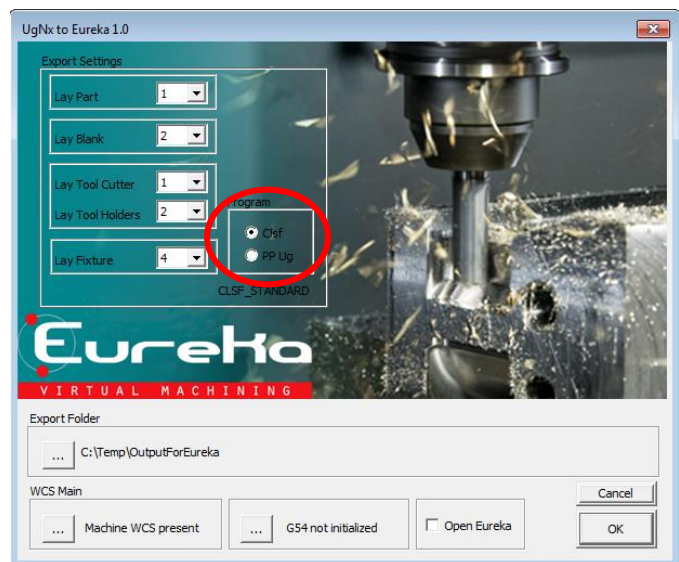 UgNx to Eureka 1.0
Export Settings
Lay Part 1
Lay Blank 2
Lay Tool Cutter 1
Lay Tool Holders 2
rogram
Clsf
PP Ug
Lay Fixture 4
CLSF_STANDARD
Eureka
VIRTUAL MACHINING
Export Folder
... C:\Temp\OutputForEureka
WCS Main
... Machine WCS present
... G54 not initialized
Open Eureka
Cancel
OK